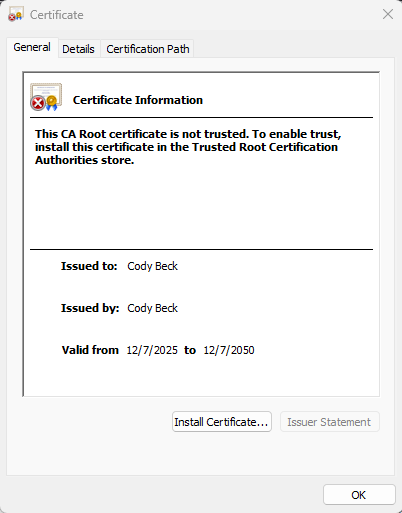 Certificate
General Details Certification Path
Certificate Information
This CA Root certificate is not trusted. To enable trust,
install this certificate in the Trusted Root Certification
Authorities store.
Issued to: Cody Beck
Issued by: Cody Beck
Valid from 12/7/2025 to 12/7/2050
Install Certificate... Issuer Statement
OK